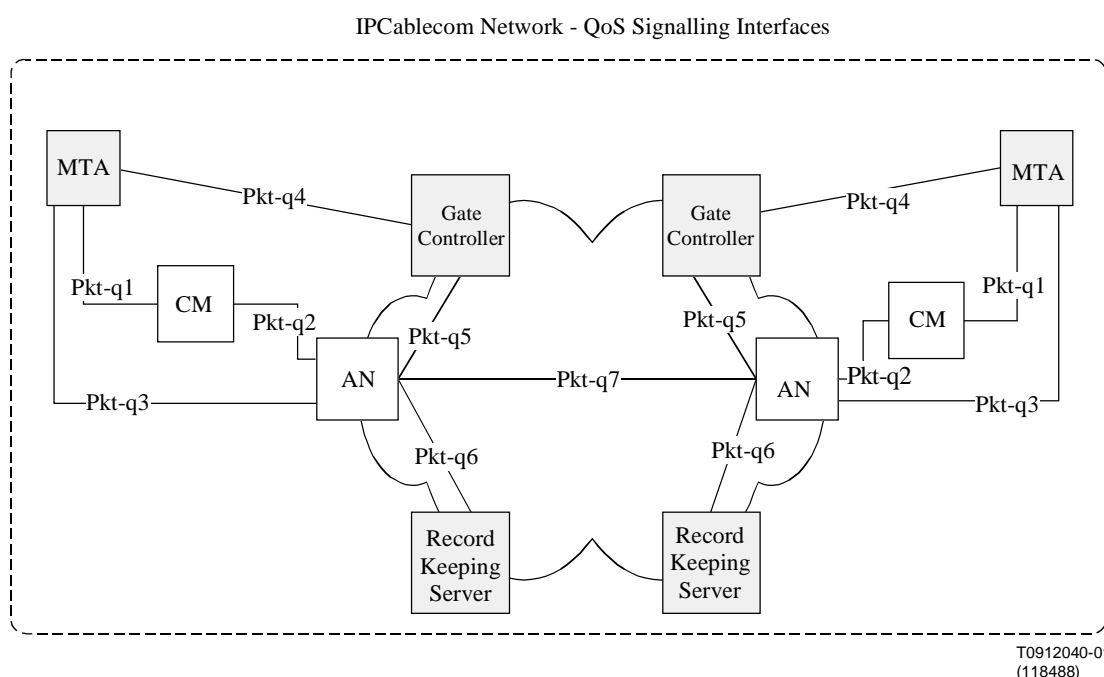 IPCablecom Network - QoS Signalling Interfaces
MTA
MTA
Pkt-q4
Pkt-q4
Gate
Controller
Gate
Controller
Pkt-q1
CM
Pkt-q2
Pkt-q5
Pkt-q5
Pkt-q1
CM
Pkt-q2
AN
Pkt-q7
AN
Pkt-q3
Pkt-q3
Pkt-q6
Pkt-q6
Record
Keeping
Server
Record
Keeping
Server
(118488)